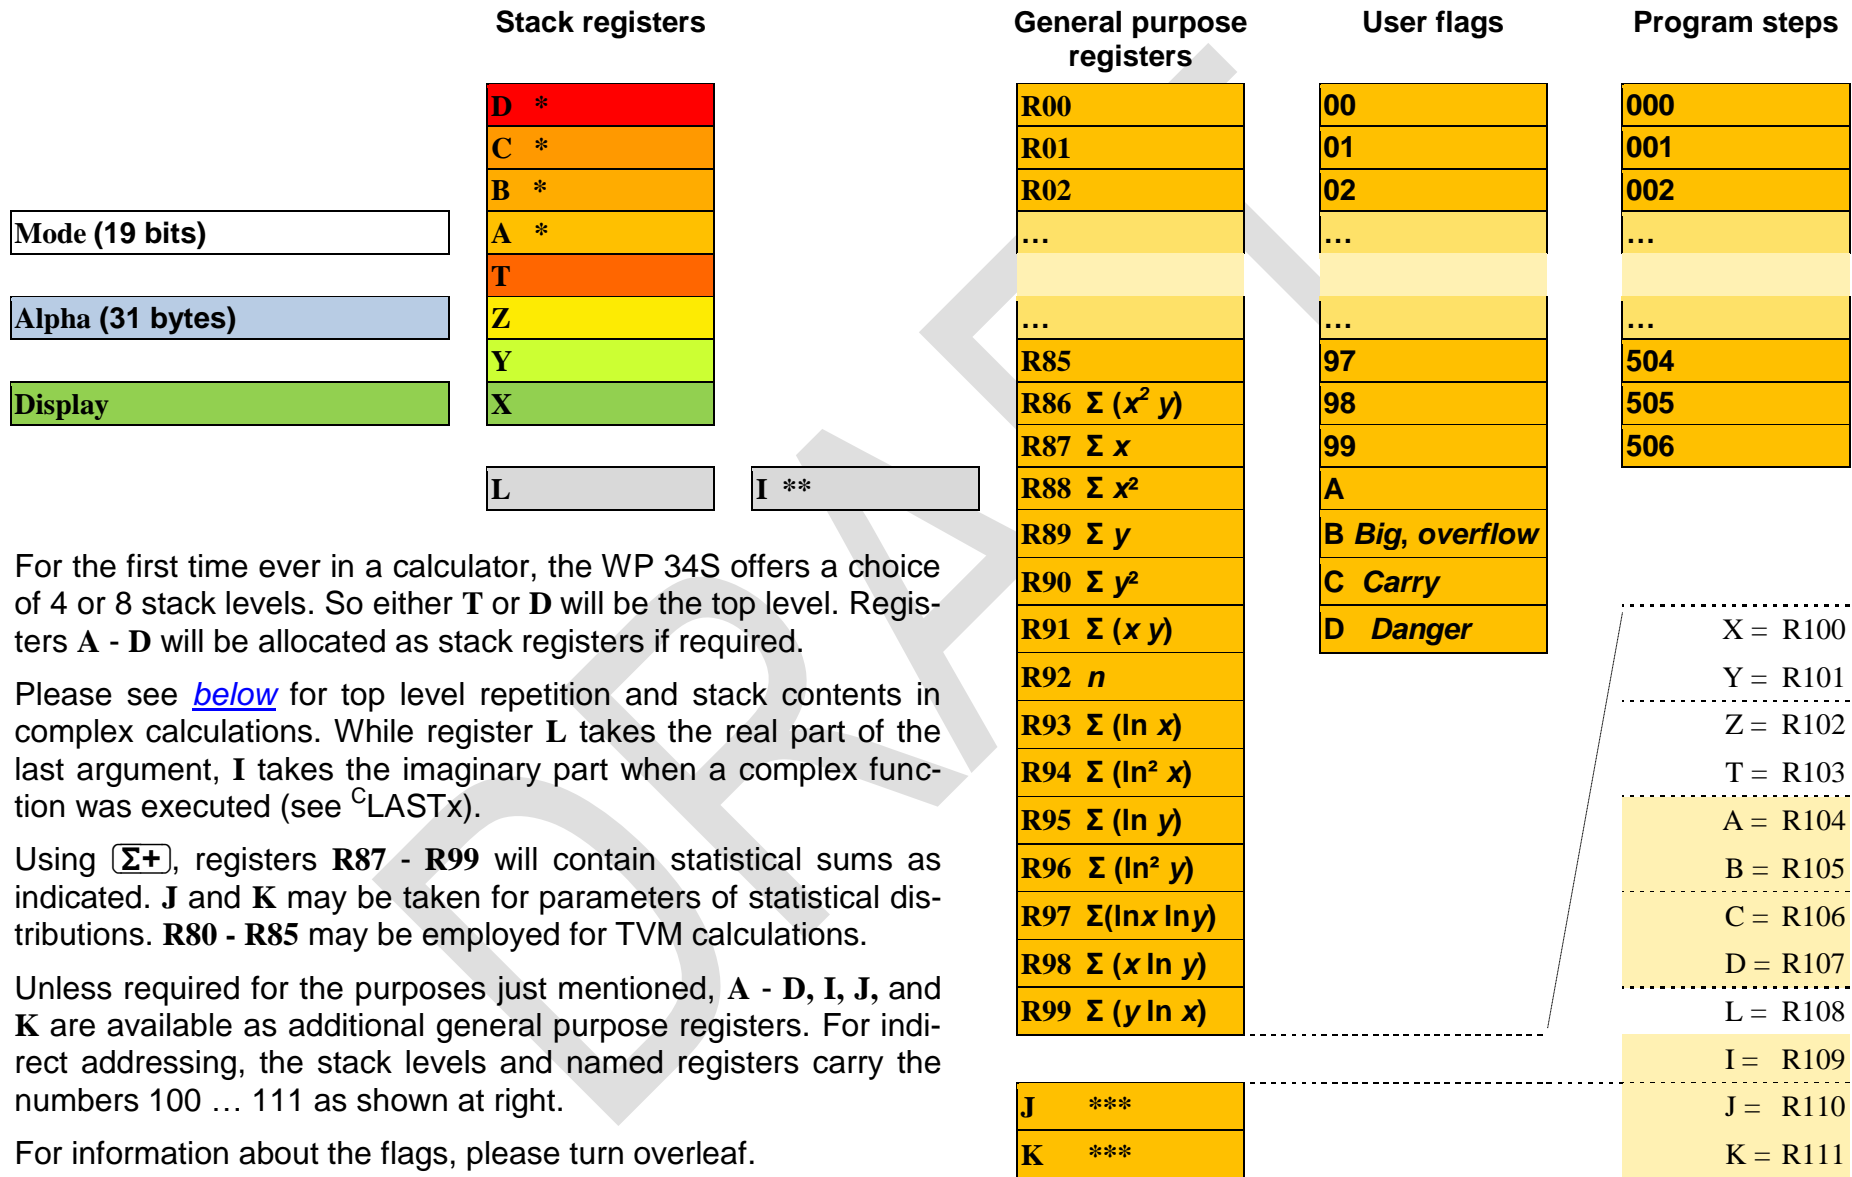 Stack registers
General purpose
registers
User flags
Program steps
D *
C *
B *
A *
T
Z
Y
X
L
I **
Mode (19 bits)
Alpha (31 bytes)
Display
For the first time ever in a calculator, the WP 34S offers a choice
of 4 or 8 stack levels. So either T or D will be the top level. Regis-
ters A - D will be allocated as stack registers if required.
Please see below for top level repetition and stack contents in
complex calculations. While register L takes the real part of the
last argument, I takes the imaginary part when a complex func-
tion was executed (see ᶜLASTx).
Using Σ+, registers R87 - R99 will contain statistical sums as
indicated. J and K may be taken for parameters of statistical dis-
tributions. R80 - R85 may be employed for TVM calculations.
Unless required for the purposes just mentioned, A - D, I, J, and
K are available as additional general purpose registers. For indi-
rect addressing, the stack levels and named registers carry the
numbers 100 … 111 as shown at right.
For information about the flags, please turn overleaf.
R00
R01
R02
…
…
R85
R86 Σ (x² y)
R87 Σ x
R88 Σ x²
R89 Σ y
R90 Σ y²
R91 Σ (x y)
R92 n
R93 Σ (ln x)
R94 Σ (ln² x)
R95 Σ (ln y)
R96 Σ (ln² y)
R97 Σ(lnx lny)
R98 Σ (x ln y)
R99 Σ (y ln x)
J ***
K ***
00
01
02
…
…
97
98
99
A
B Big, overflow
C Carry
D Danger
000
001
002
…
…
504
505
506
X = R100
Y = R101
Z = R102
T = R103
A = R104
B = R105
C = R106
D = R107
L = R108
I = R109
J = R110
K = R111
DRAFT